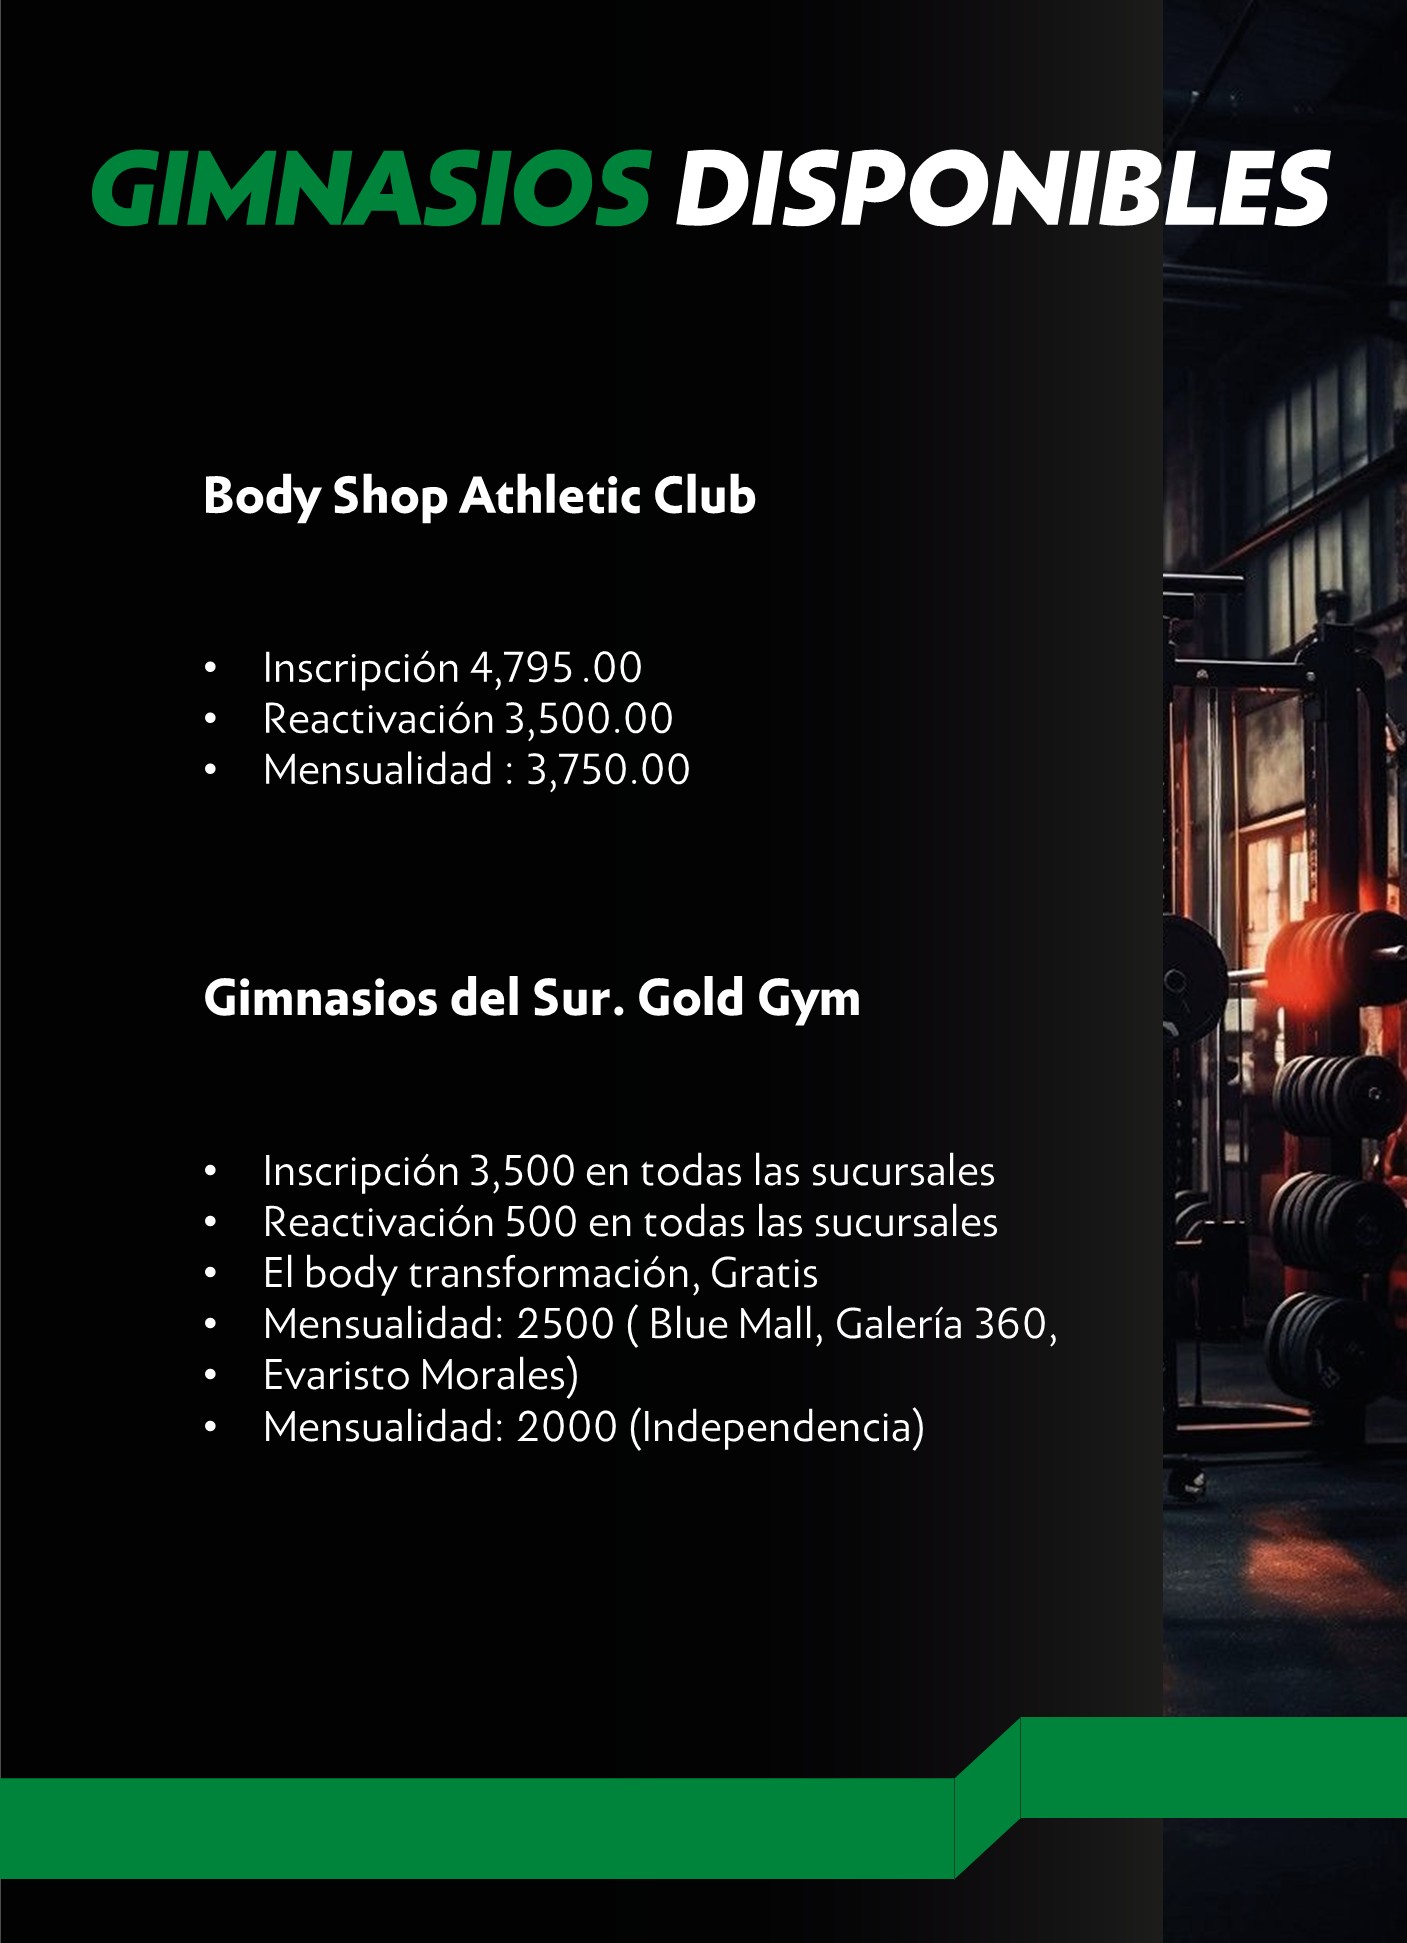 GIMNASIOS DISPONIBLES
Body Shop Athletic Club
• Inscripción 4,795 .00
• Reactivación 3,500.00
• Mensualidad : 3,750.00
Gimnasios del Sur. Gold Gym
• Inscripción 3,500 en todas las sucursales
• Reactivación 500 en todas las sucursales
• El body transformación, Gratis
• Mensualidad: 2500 ( Blue Mall, Galería 360,
• Evaristo Morales)
• Mensualidad: 2000 (Independencia)